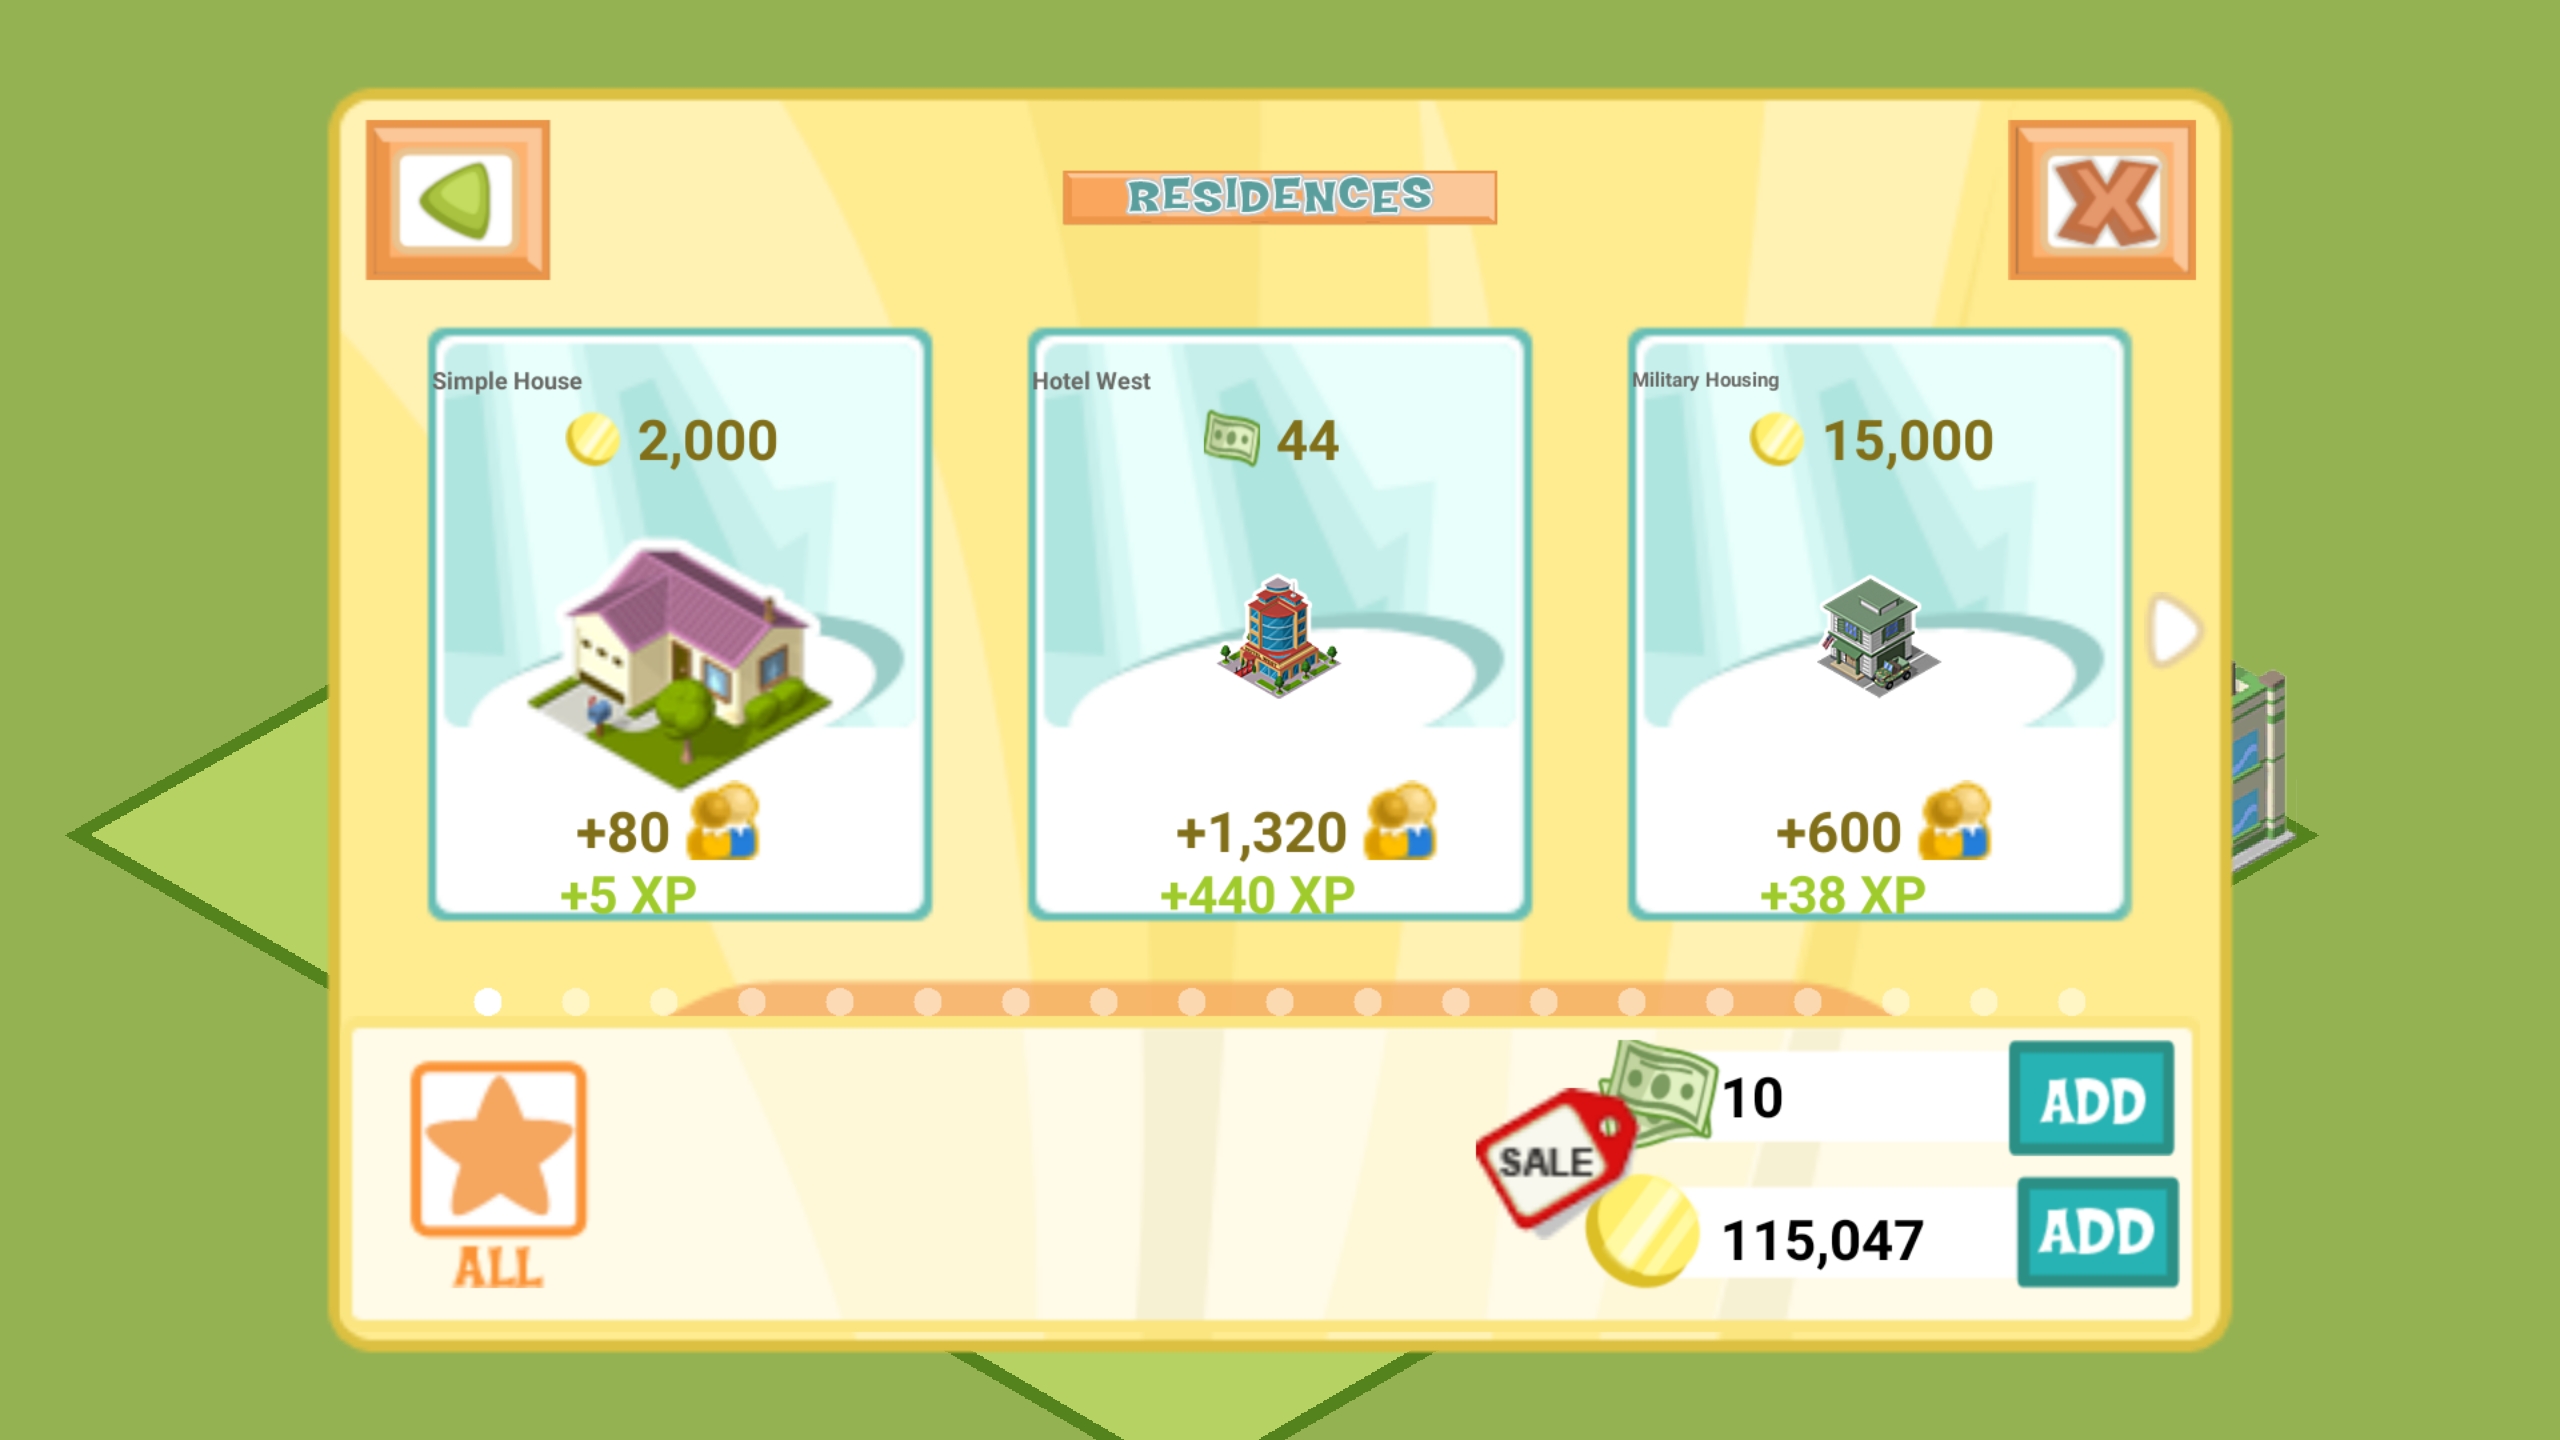 RESIDENCES
Simple House
2,000
+80
+5 XP
Hotel West
44
+1,320
+440 XP
Military Housing
15,000
+600
+38 XP
ALL
SALE
10
ADD
115,047
ADD